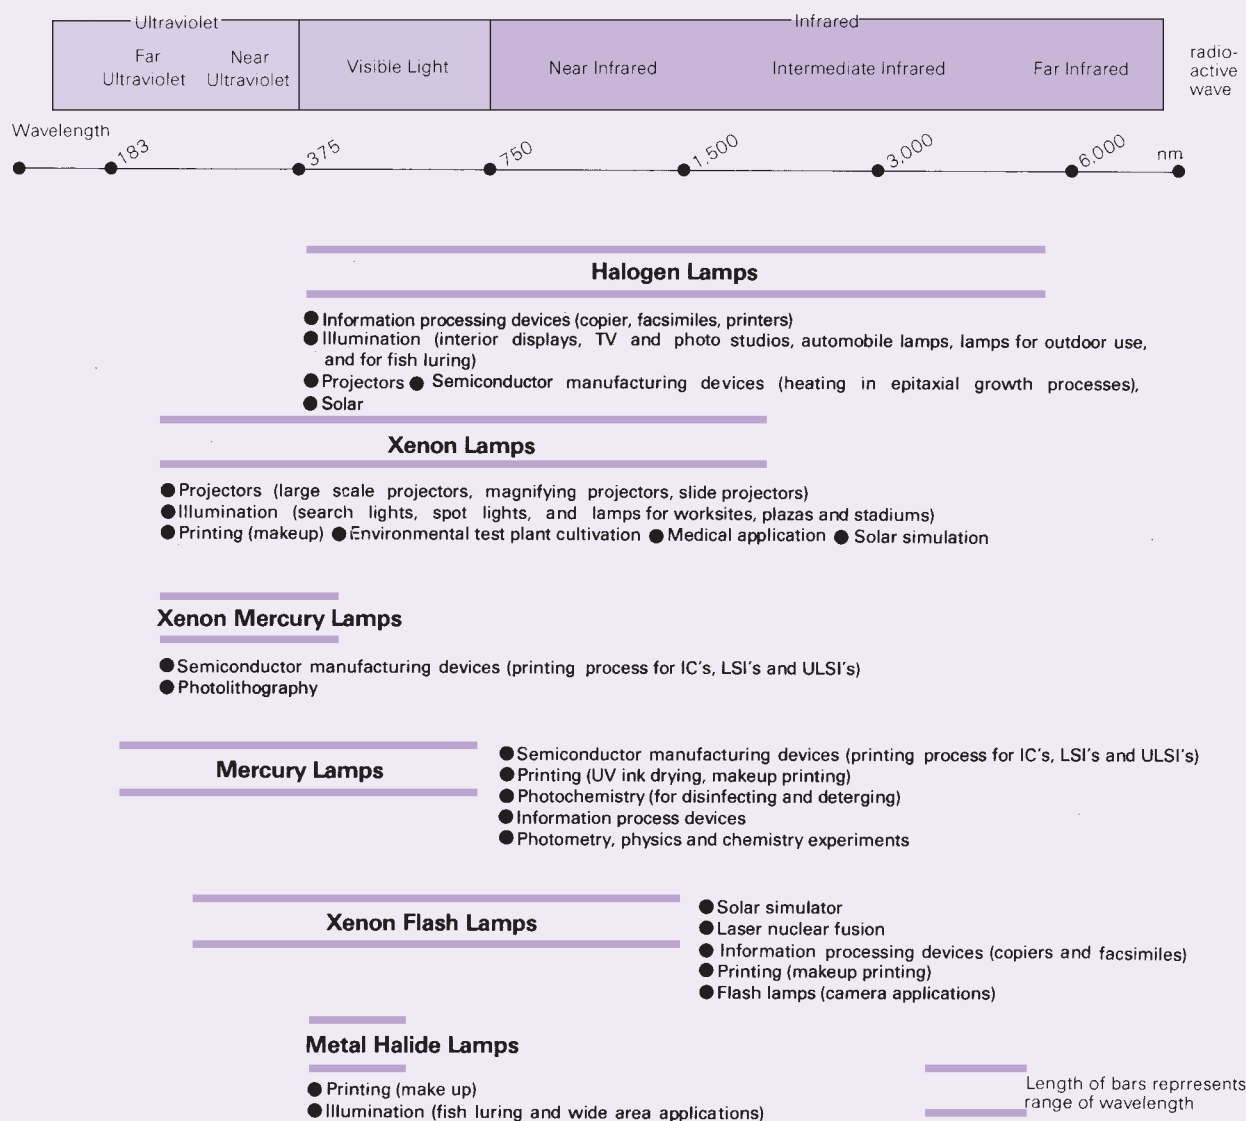 Ultraviolet
Infrared
Far Ultraviolet
Near Ultraviolet
Visible Light
Near Infrared
Intermediate Infrared
Far Infrared
radio-
active
wave
Wavelength
183
375
750
1,500
3,000
6,000
nm
Halogen Lamps
● Information processing devices (copier, facsimiles, printers)
● Illumination (interior displays, TV and photo studios, automobile lamps, lamps for outdoor use,
and for fish luring)
● Projectors ● Semiconductor manufacturing devices (heating in epitaxial growth processes),
● Solar
Xenon Lamps
● Projectors (large scale projectors, magnifying projectors, slide projectors)
● Illumination (search lights, spot lights, and lamps for worksites, plazas and stadiums)
● Printing (makeup) ● Environmental test plant cultivation ● Medical application ● Solar simulation
Xenon Mercury Lamps
● Semiconductor manufacturing devices (printing process for IC's, LSI's and ULSI's)
● Photolithography
Mercury Lamps
● Semiconductor manufacturing devices (printing process for IC's, LSI's and ULSI's)
● Printing (UV ink drying, makeup printing)
● Photochemistry (for disinfecting and deterging)
● Information process devices
● Photometry, physics and chemistry experiments
Xenon Flash Lamps
● Solar simulator
● Laser nuclear fusion
● Information processing devices (copiers and facsimiles)
● Printing (makeup printing)
● Flash lamps (camera applications)
Metal Halide Lamps
● Printing (make up)
● Illumination (fish luring and wide area applications)
Length of bars reprresents
range of wavelength